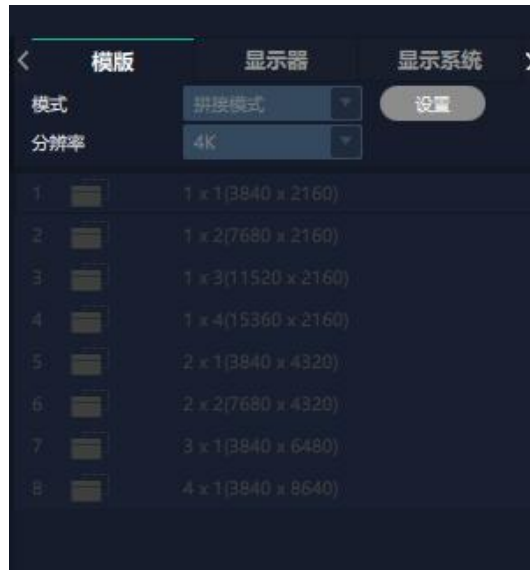 模版 显示器 显示系统
模式 拼接模式 设置
分辨率 4K
1 1 x 1(3840 x 2160)
2 1 x 2(7680 x 2160)
3 1 x 3(11520 x 2160)
4 1 x 4(15360 x 2160)
5 2 x 1(3840 x 4320)
6 2 x 2(7680 x 4320)
7 3 x 1(3840 x 6480)
8 4 x 1(3840 x 8640)